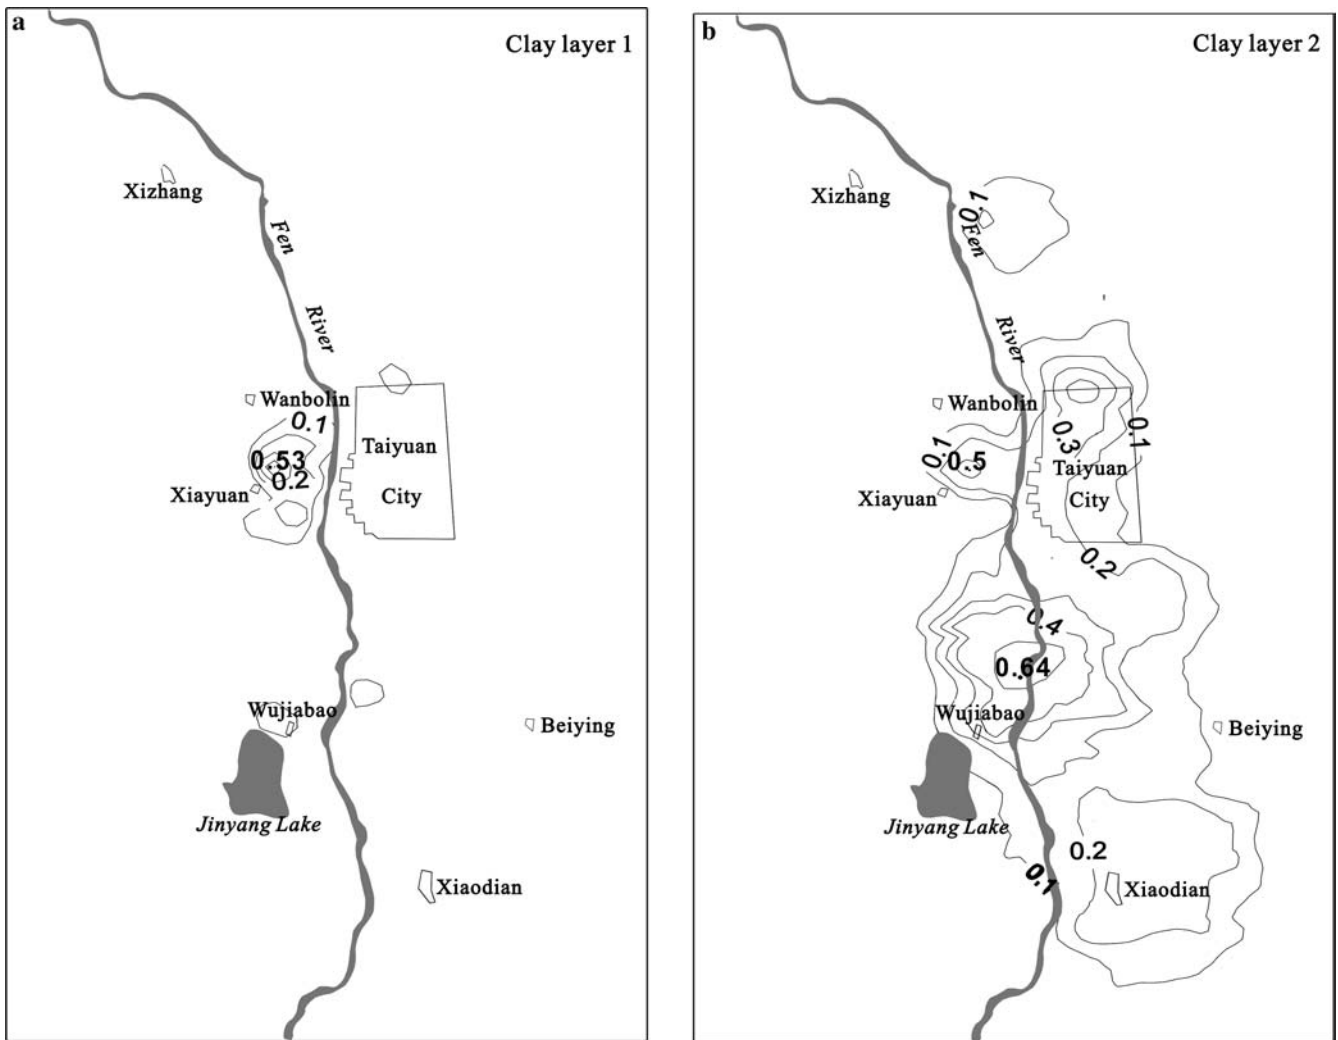 a
Clay layer 1
Xizhang
Fen
River
Wanbolin
0.1
Taiyuan
0.53
0.2
Xiayuan
City
Wujiabao
Beiying
Jinyang Lake
Xiaodian
b
Clay layer 2
Xizhang
0.1
Fen
River
Wanbolin
0.1
0.3
0.1
0.5
Taiyuan
Xiayuan
City
0.2
0.4
0.64
Wujiabao
Beiying
Jinyang Lake
0.2
0.1
Xiaodian